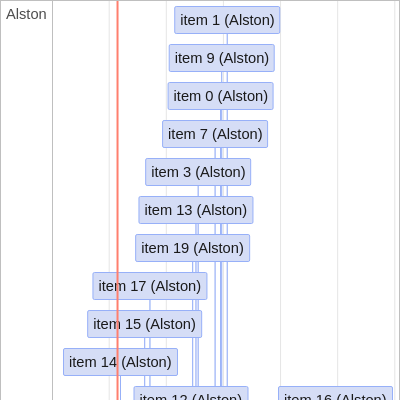 Alston
item 1 (Alston)
item 9 (Alston)
item 0 (Alston)
item 7 (Alston)
item 3 (Alston)
item 13 (Alston)
item 19 (Alston)
item 17 (Alston)
item 15 (Alston)
item 14 (Alston)
item 12 (Alston)
item 16 (Alston)